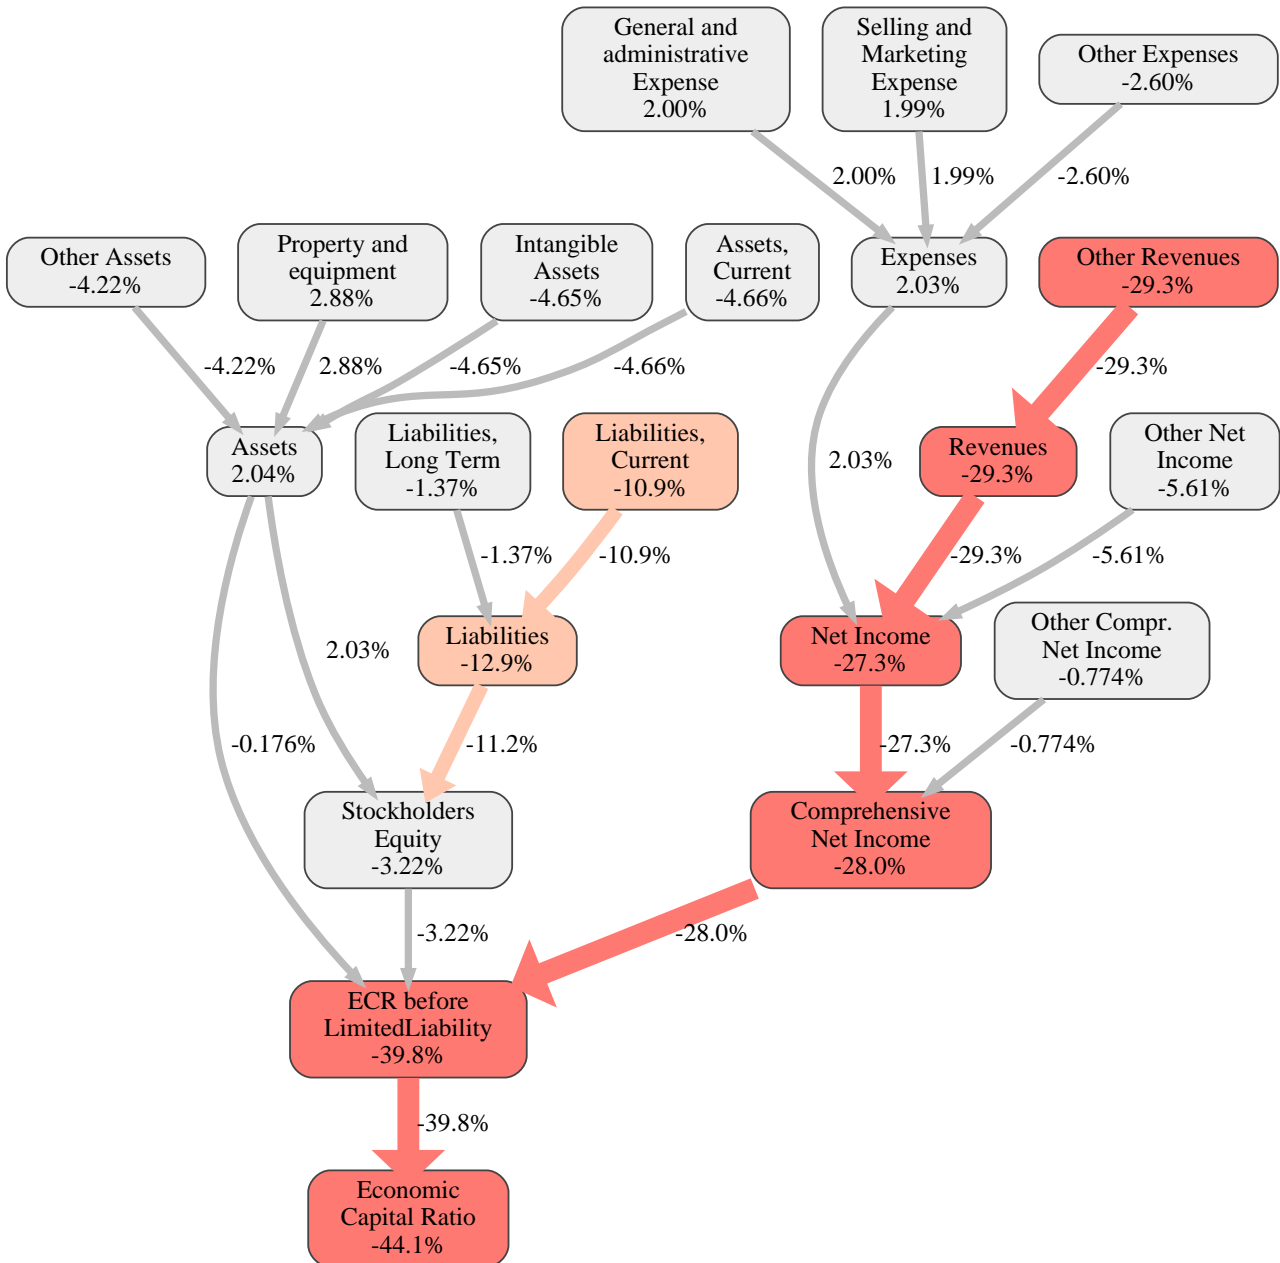 General and
administrative
Expense
2.00%
Selling and
Marketing
Expense
1.99%
Other Expenses
-2.60%
2.00%
1.99%
-2.60%
Other Assets
-4.22%
Property and
equipment
2.88%
Intangible
Assets
-4.65%
Assets,
Current
-4.66%
Expenses
2.03%
Other Revenues
-29.3%
-4.22%
2.88%
-4.65%
-4.66%
-29.3%
Assets
2.04%
Liabilities,
Long Term
-1.37%
Liabilities,
Current
-10.9%
2.03%
Revenues
-29.3%
Other Net
Income
-5.61%
-1.37%
-10.9%
-29.3%
-5.61%
2.03%
Liabilities
-12.9%
Net Income
-27.3%
Other Compr.
Net Income
-0.774%
-0.176%
-11.2%
-27.3%
-0.774%
Stockholders
Equity
-3.22%
Comprehensive
Net Income
-28.0%
-3.22%
-28.0%
ECR before
LimitedLiability
-39.8%
-39.8%
Economic
Capital Ratio
-44.1%